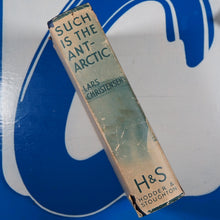 SUCH
IS THE
ANT-
ARCTIC
LARS
CHRISTENSEN
H&S
HODDER &
STOUGHTON